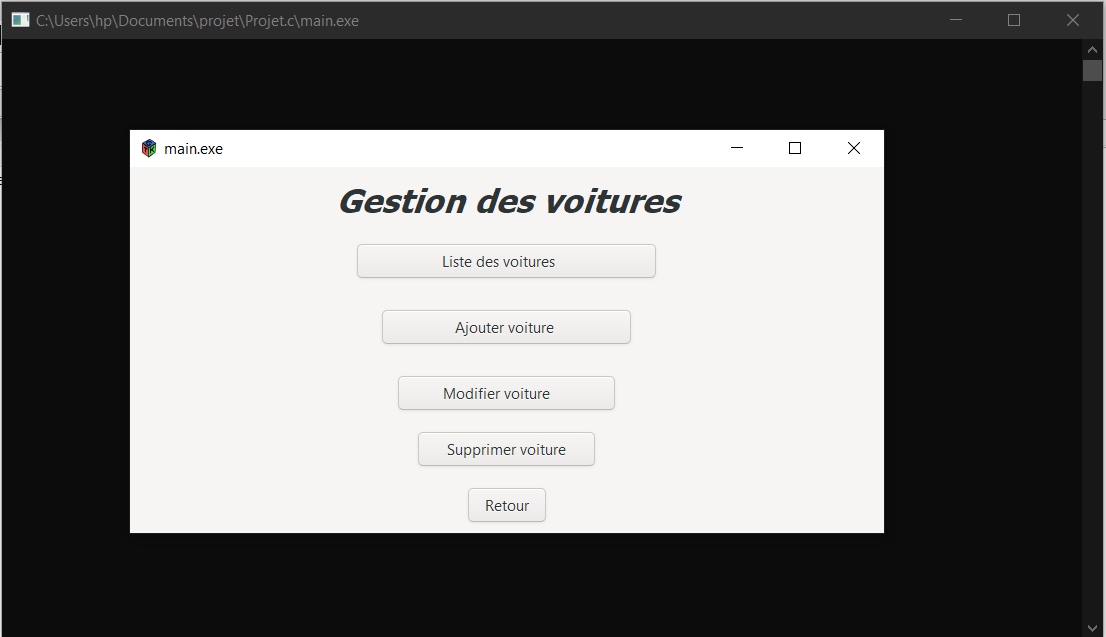 C:\Users\hp\Documents\projet\Projet.c\main.exe
main.exe
Gestion des voitures
Liste des voitures
Ajouter voiture
Modifier voiture
Supprimer voiture
Retour